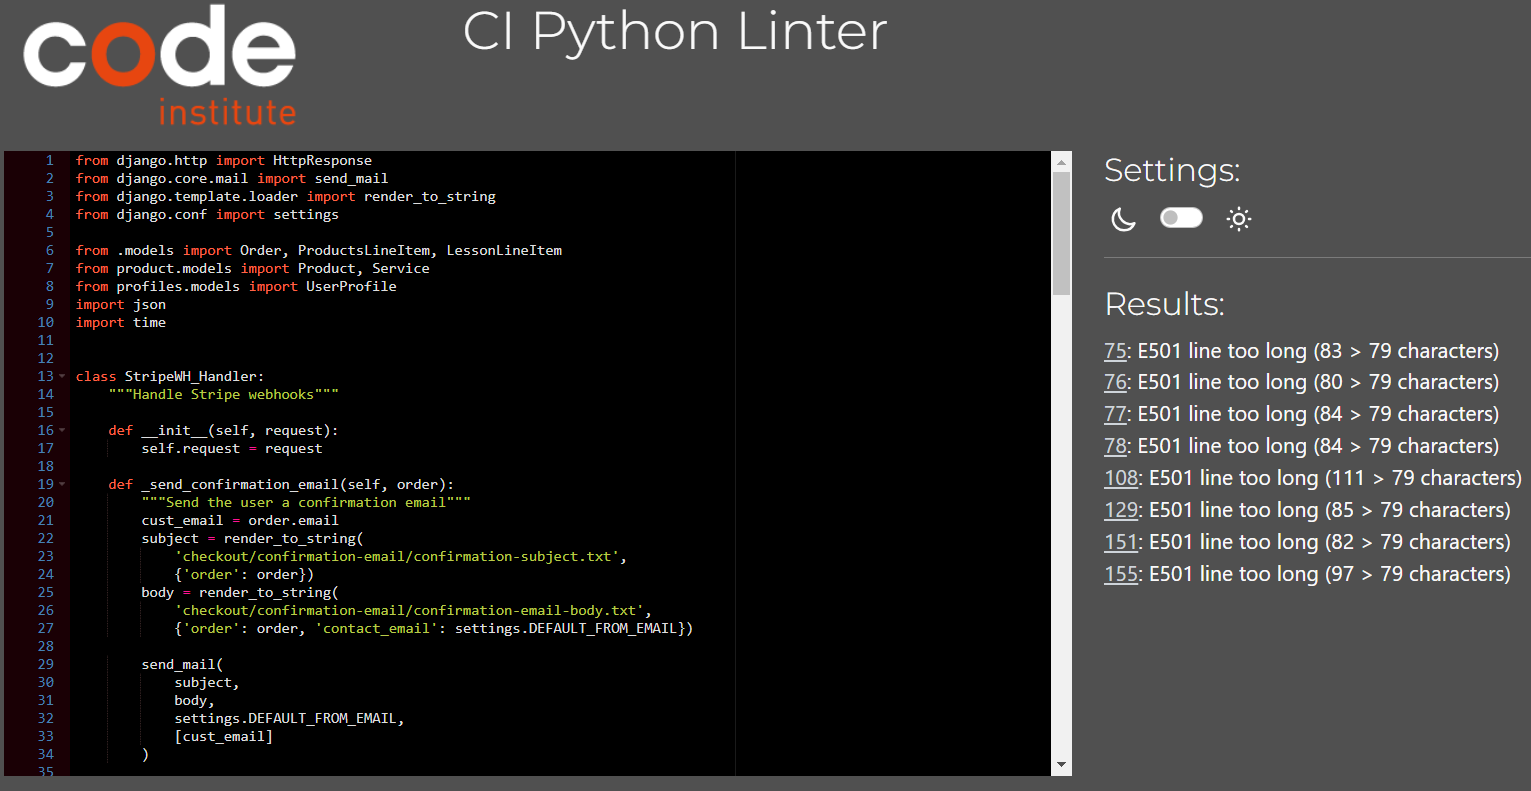 code
institute
CI Python Linter
1 from django.http import HttpResponse
2 from django.core.mail import send_mail
3 from django.template.loader import render_to_string
4 from django.conf import settings
5
6 from .models import Order, ProductsLineItem, LessonLineItem
7 from product.models import Product, Service
8 from profiles.models import UserProfile
9 import json
10 import time
11
12
13 class StripeWH_Handler:
14     """Handle Stripe webhooks"""
15
16     def __init__(self, request):
17         self.request = request
18
19     def _send_confirmation_email(self, order):
20         """Send the user a confirmation email"""
21         cust_email = order.email
22         subject = render_to_string(
23             'checkout/confirmation-email/confirmation-subject.txt',
24             {'order': order})
25         body = render_to_string(
26             'checkout/confirmation-email/confirmation-email-body.txt',
27             {'order': order, 'contact_email': settings.DEFAULT_FROM_EMAIL})
28
29         send_mail(
30             subject,
31             body,
32             settings.DEFAULT_FROM_EMAIL,
33             [cust_email]
34         )
35
Settings:
Results:
75: E501 line too long (83 > 79 characters)
76: E501 line too long (80 > 79 characters)
77: E501 line too long (84 > 79 characters)
78: E501 line too long (84 > 79 characters)
108: E501 line too long (111 > 79 characters)
129: E501 line too long (85 > 79 characters)
151: E501 line too long (82 > 79 characters)
155: E501 line too long (97 > 79 characters)